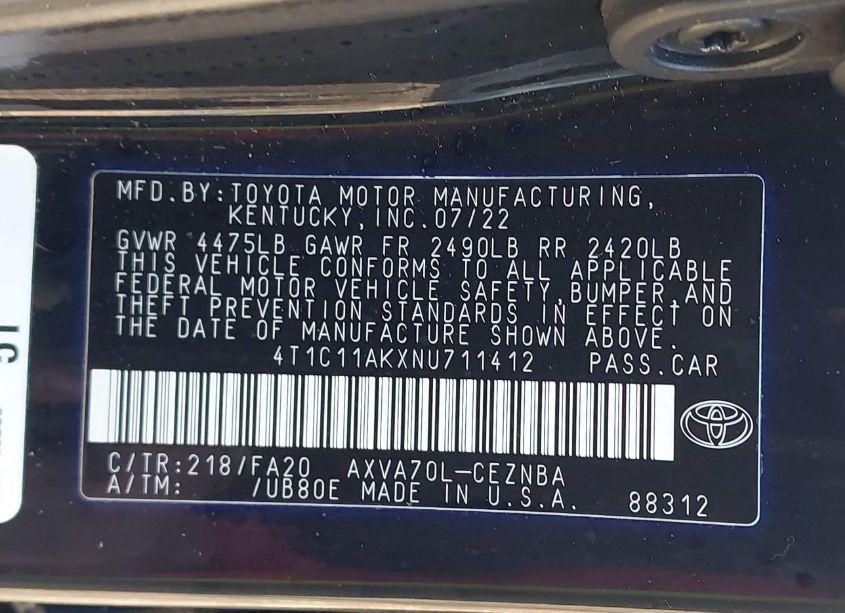 MFD.BY:TOYOTA MOTOR MANUFACTURING,
KENTUCKY,INC.07/22
GVWR 4475LB GAWR FR 2490LB RR 2420LB
THIS VEHICLE CONFORMS TO ALL APPLICABLE
FEDERAL MOTOR VEHICLE SAFETY,BUMPER,AND
THEFT PREVENTION STANDARDS IN EFFECT ON
THE DATE OF MANUFACTURE SHOWN ABOVE.
4T1C11AKXNU711412 PASS.CAR
C/TR:218/FA20 AXVA70L-CEZNBA
A/TM: /UB80E MADE IN U.S.A. 88312